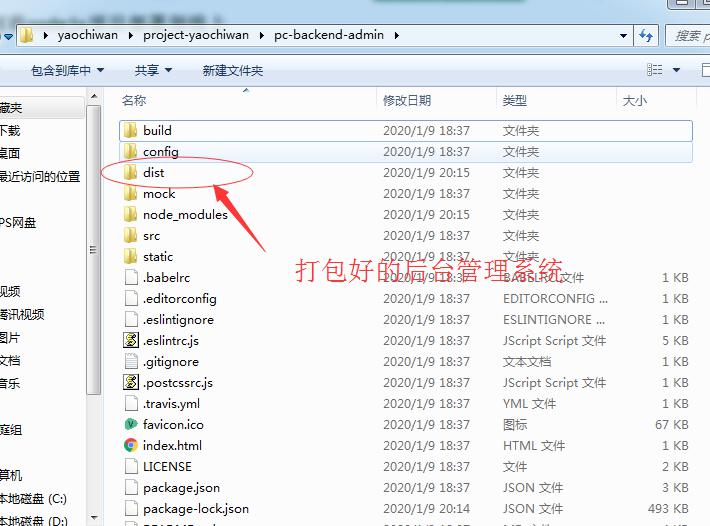 yaochiwan project-yaochiwan pc-backend-admin
搜索
包含到库中 共享 新建文件夹
藏夹
下载
桌面
最近访问的位置
PS网盘
视频
腾讯视频
图片
文档
音乐
庭组
算机
本地磁盘 (C:)
本地磁盘 (D:)
名称 修改日期 类型 大小
build 2020/1/9 18:37 文件夹
config 2020/1/9 18:37 文件夹
dist 2020/1/9 20:15 文件夹
mock 2020/1/9 18:37 文件夹
node_modules 2020/1/9 20:15 文件夹
src 2020/1/9 18:37 文件夹
static 2020/1/9 18:37 文件夹
打包好的后台管理系统
.babelrc 2020/1/9 18:37 BABELRC 文件 1 KB
.editorconfig 2020/1/9 18:37 EDITORCONFIG ... 1 KB
.eslintignore 2020/1/9 18:37 ESLINTIGNORE ... 1 KB
.eslintrc.js 2020/1/9 18:37 JScript Script 文件 5 KB
.gitignore 2020/1/9 18:37 文本文档 1 KB
.postcssrc.js 2020/1/9 18:37 JScript Script 文件 1 KB
.travis.yml 2020/1/9 18:37 YML 文件 1 KB
favicon.ico 2020/1/9 18:37 图标 67 KB
index.html 2020/1/9 18:37 HTML 文件 1 KB
LICENSE 2020/1/9 18:37 文件 2 KB
package.json 2020/1/9 18:37 JSON 文件 3 KB
package-lock.json 2020/1/9 20:14 JSON 文件 493 KB